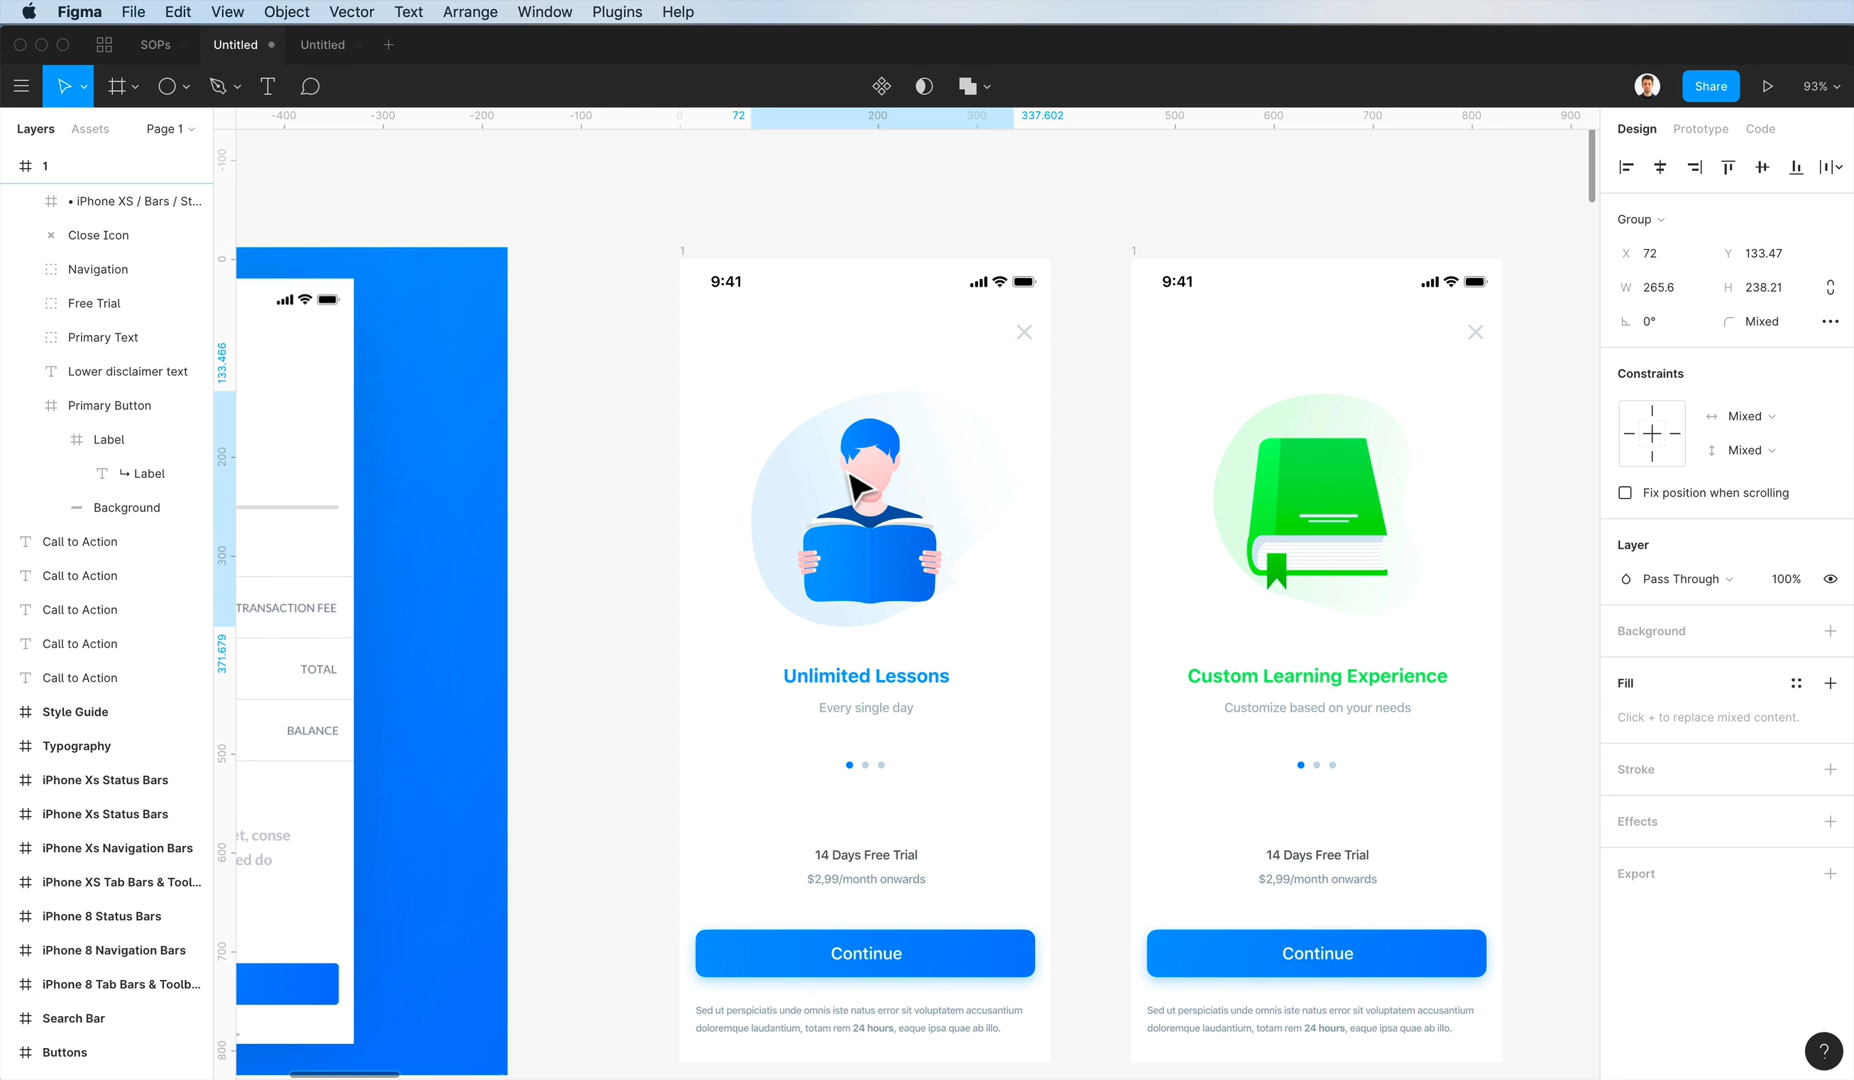 Figma File Edit View Object Vector Text Arrange Window Plugins Help
SOPs Untitled Untitled
Share 93%
Layers Assets Page 1
1
• iPhone XS / Bars / St...
Close Icon
Navigation
Free Trial
Primary Text
Lower disclaimer text
Primary Button
Label
Label
Background
Call to Action
Call to Action
Call to Action
Call to Action
Call to Action
Style Guide
Typography
iPhone Xs Status Bars
iPhone Xs Status Bars
iPhone Xs Navigation Bars
iPhone XS Tab Bars & Tool...
iPhone 8 Status Bars
iPhone 8 Navigation Bars
iPhone 8 Tab Bars & Toolb...
Search Bar
Buttons
-400 -300 -200 -100 0 72 200 300 337.602 500 600 700 800 900
-100
0
133.466
200
300
371.679
500
600
700
800
TRANSACTION FEE
TOTAL
BALANCE
et, conse
ed do
1
9:41
Unlimited Lessons
Every single day
14 Days Free Trial
$2,99/month onwards
Continue
Sed ut perspiciatis unde omnis iste natus error sit voluptatem accusantium
doloremque laudantium, totam rem 24 hours, eaque ipsa quae ab illo.
1
9:41
Custom Learning Experience
Customize based on your needs
14 Days Free Trial
$2,99/month onwards
Continue
Sed ut perspiciatis unde omnis iste natus error sit voluptatem accusantium
doloremque laudantium, totam rem 24 hours, eaque ipsa quae ab illo.
Design Prototype Code
Group
X 72 Y 133.47
W 265.6 H 238.21
0° Mixed
Constraints
Mixed
Mixed
Fix position when scrolling
Layer
Pass Through 100%
Background
Fill
Click + to replace mixed content.
Stroke
Effects
Export
?